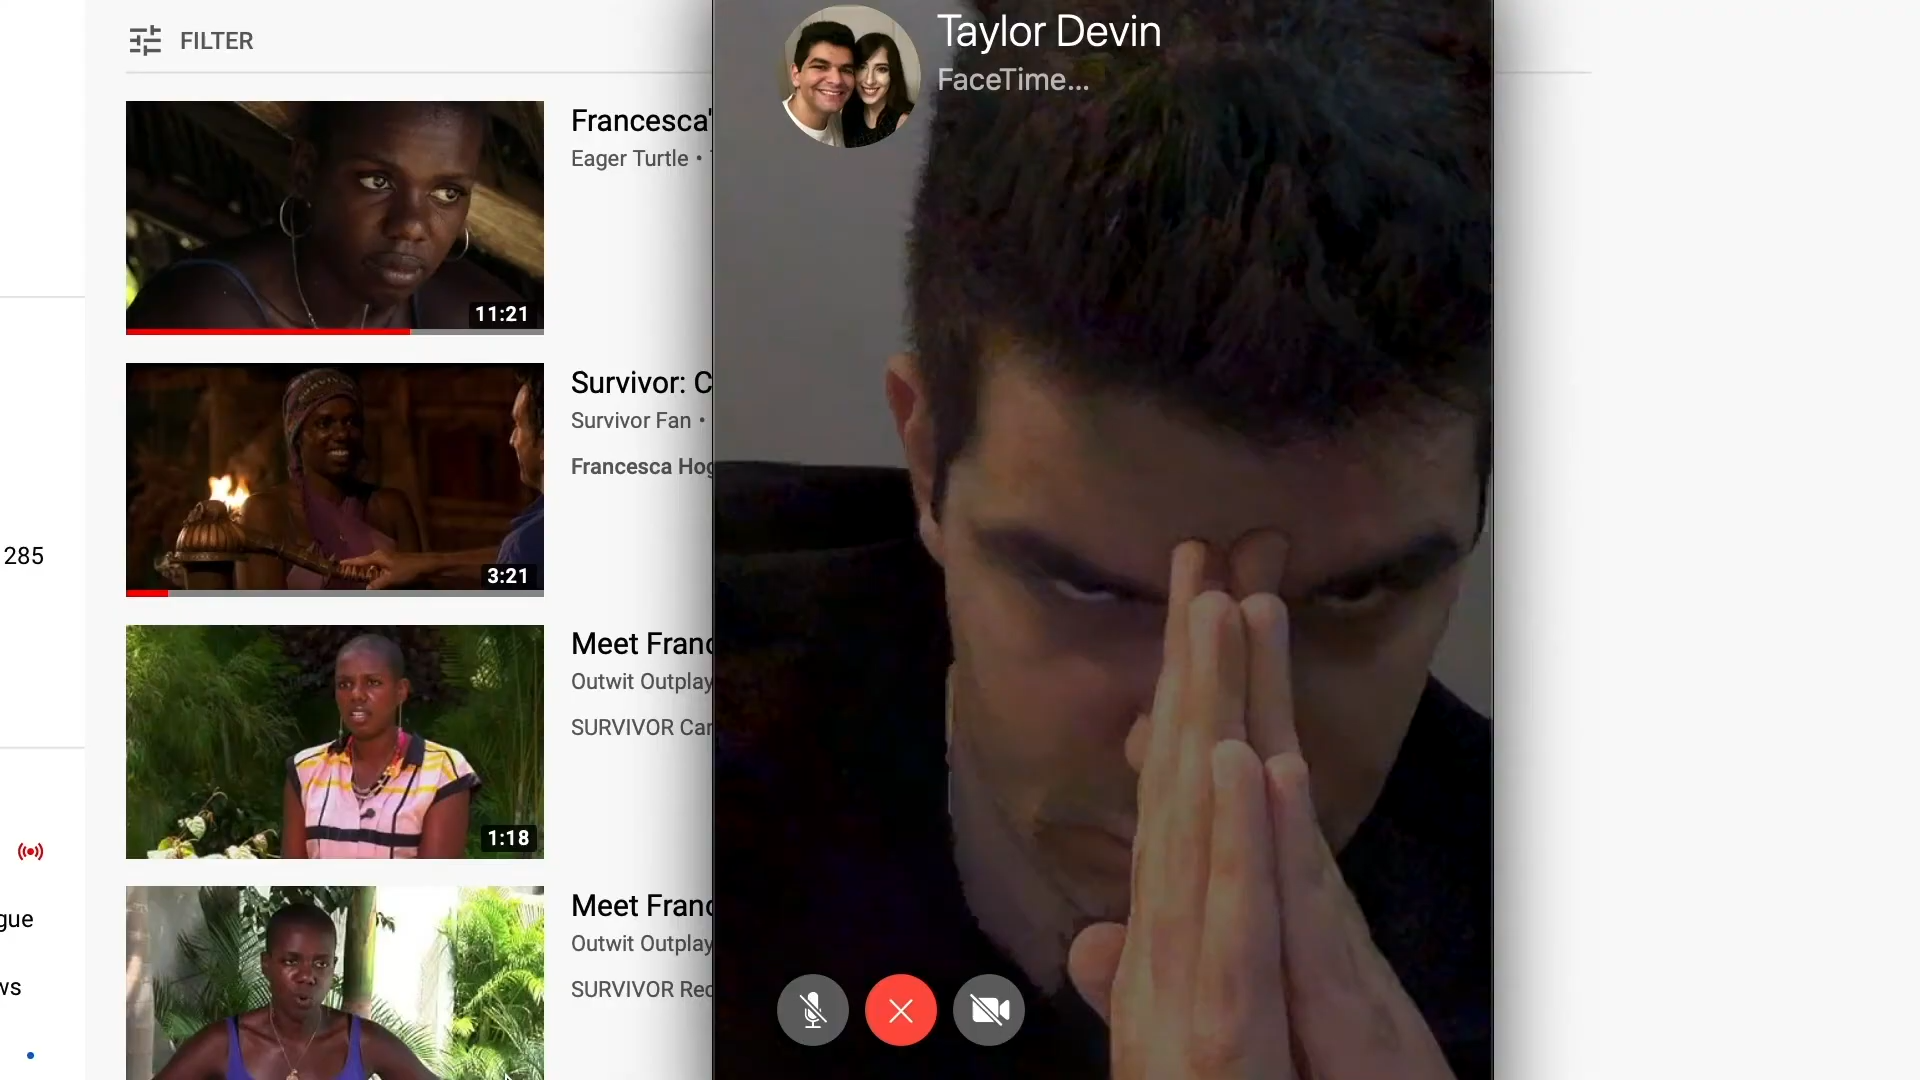 285
gue
ws
FILTER
11:21
Francesca'
Eager Turtle •
3:21
Survivor: C
Survivor Fan •
Francesca Hog
1:18
Meet Franc
Outwit Outplay
SURVIVOR Car
Meet Franc
Outwit Outplay
SURVIVOR Rec
Taylor Devin
FaceTime...